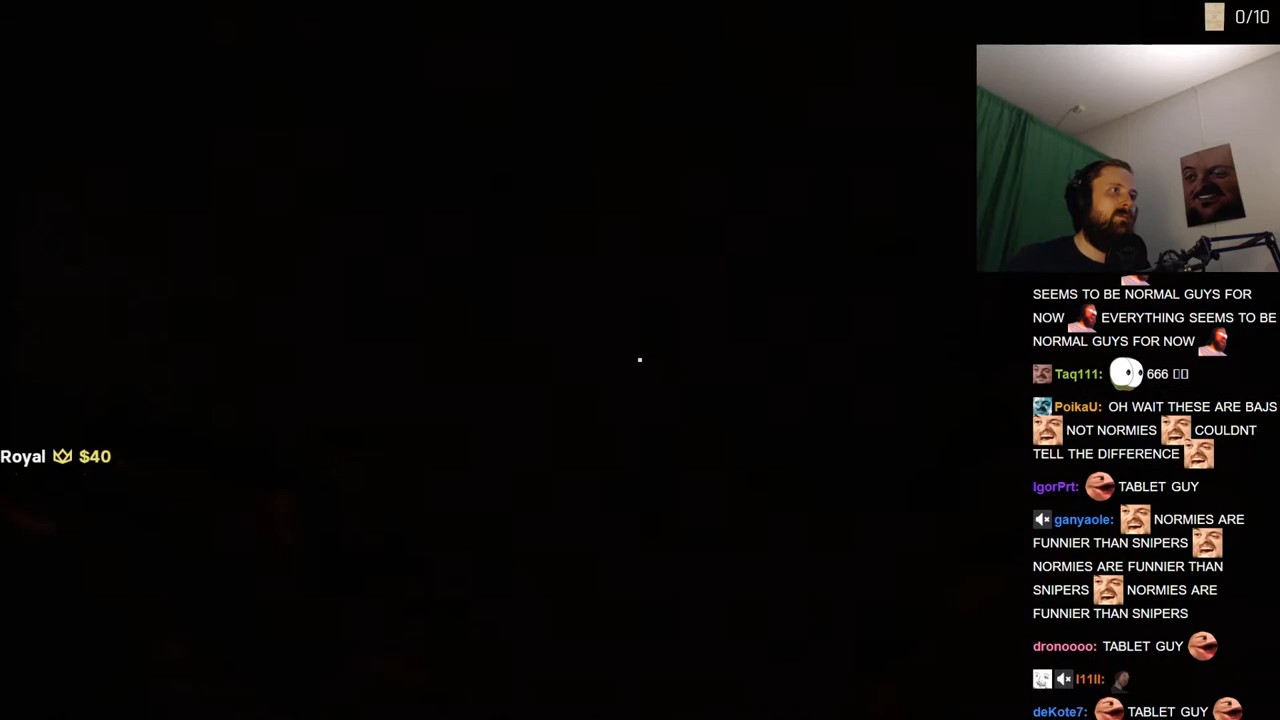 0/10
SEEMS TO BE NORMAL GUYS FOR
NOW EVERYTHING SEEMS TO BE
NORMAL GUYS FOR NOW
Taq111: 666
PoikaU: OH WAIT THESE ARE BAJS
NOT NORMIES COULDNT
TELL THE DIFFERENCE
Royal $40
IgorPrt: TABLET GUY
ganyaole: NORMIES ARE
FUNNIER THAN SNIPERS
NORMIES ARE FUNNIER THAN
SNIPERS NORMIES ARE
FUNNIER THAN SNIPERS
dronoooo: TABLET GUY
deKote7: TABLET GUY